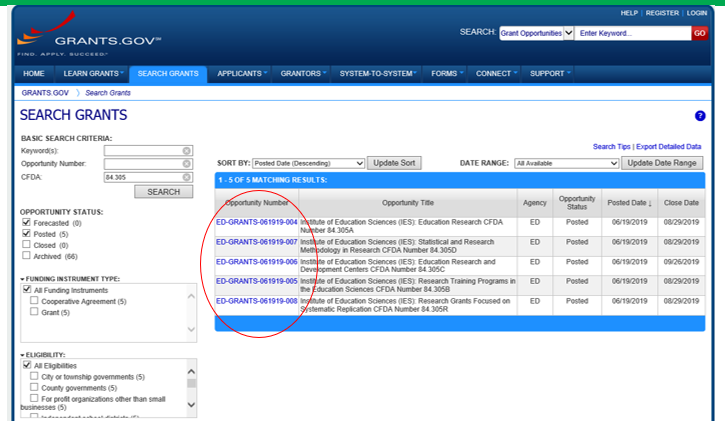 HELP | REGISTER | LOGIN
GRANTS.GOV℠
FIND. APPLY. SUCCEED.
SEARCH: Grant Opportunities Enter Keyword... GO
HOME LEARN GRANTS SEARCH GRANTS APPLICANTS GRANTORS SYSTEM-TO-SYSTEM FORMS CONNECT SUPPORT
GRANTS.GOV 〉 Search Grants
SEARCH GRANTS ?
BASIC SEARCH CRITERIA:
Keyword(s):
Opportunity Number:
CFDA: 84.305
SEARCH
OPPORTUNITY STATUS:
Forecasted (0)
Posted (5)
Closed (0)
Archived (66)
FUNDING INSTRUMENT TYPE:
All Funding Instruments
Cooperative Agreement (5)
Grant (5)
ELIGIBILITY:
All Eligibilities
City or township governments (5)
County governments (5)
For profit organizations other than small
businesses (5)
Independent school districts (5)
Search Tips | Export Detailed Data
SORT BY: Posted Date (Descending) Update Sort DATE RANGE: All Available Update Date Range
1 - 5 OF 5 MATCHING RESULTS:
Opportunity Number Opportunity Title Agency Opportunity Status Posted Date ↓ Close Date
ED-GRANTS-061919-004 Institute of Education Sciences (IES): Education Research CFDA ED Posted 06/19/2019 08/29/2019
Number 84.305A
ED-GRANTS-061919-007 Institute of Education Sciences (IES): Statistical and Research ED Posted 06/19/2019 08/29/2019
Methodology in Research CFDA Number 84.305D
ED-GRANTS-061919-006 Institute of Education Sciences (IES): Education Research and ED Posted 06/19/2019 09/26/2019
Development Centers CFDA Number 84.305C
ED-GRANTS-061919-005 Institute of Education Sciences (IES): Research Training Programs in ED Posted 06/19/2019 08/29/2019
the Education Sciences CFDA Number 84.305B
ED-GRANTS-061919-008 Institute of Education Sciences (IES): Research Grants Focused on ED Posted 06/19/2019 08/29/2019
Systematic Replication CFDA Number 84.305R